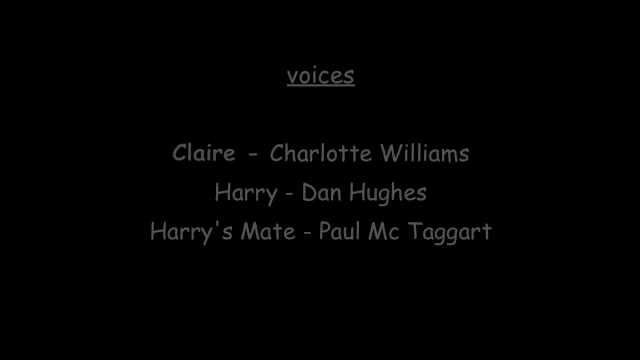 voices
Claire - Charlotte Williams
Harry - Dan Hughes
Harry's Mate - Paul Mc Taggart